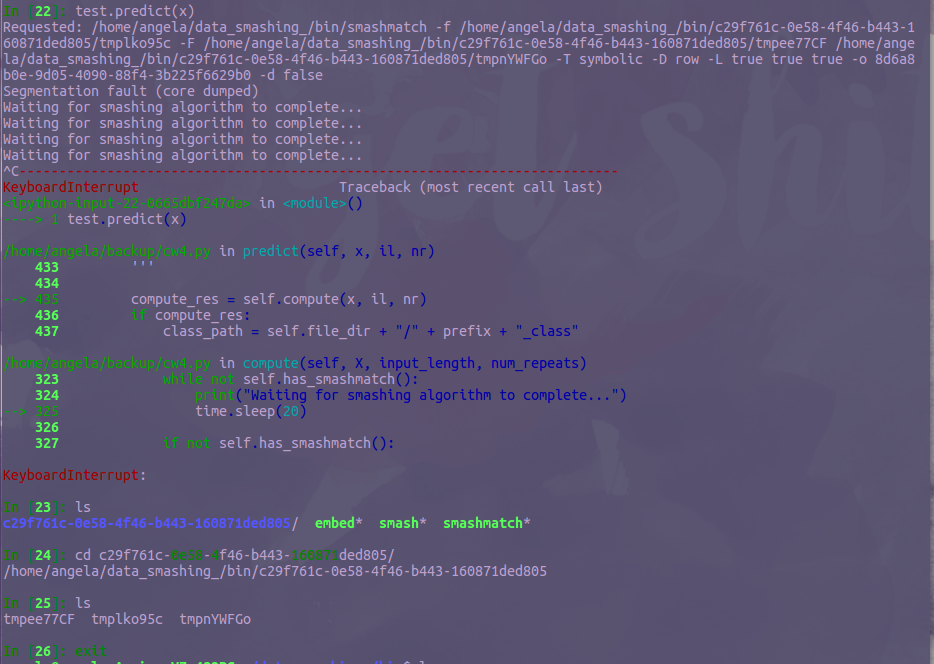 In [22]: test.predict(x)
Requested: /home/angela/data_smashing_/bin/smashmatch -f /home/angela/data_smashing_/bin/c29f761c-0e58-4f46-b443-1
60871ded805/tmplko95c -F /home/angela/data_smashing_/bin/c29f761c-0e58-4f46-b443-160871ded805/tmpee77CF /home/ange
la/data_smashing_/bin/c29f761c-0e58-4f46-b443-160871ded805/tmpnYWFGo -T symbolic -D row -L true true true -o 8d6a8
b0e-9d05-4090-88f4-3b225f6629b0 -d false
Segmentation fault (core dumped)
Waiting for smashing algorithm to complete...
Waiting for smashing algorithm to complete...
Waiting for smashing algorithm to complete...
Waiting for smashing algorithm to complete...
^C---------------------------------------------------------------------------
KeyboardInterrupt                         Traceback (most recent call last)
<ipython-input-22-0665dbf247da> in <module>()
----> 1 test.predict(x)
/home/angela/backup/cw4.py in predict(self, x, il, nr)
433         '''
434
--> 435         compute_res = self.compute(x, il, nr)
436         if compute_res:
437             class_path = self.file_dir + "/" + prefix + "_class"
/home/angela/backup/cw4.py in compute(self, X, input_length, num_repeats)
323             while not self.has_smashmatch():
324                 print("Waiting for smashing algorithm to complete...")
--> 325                 time.sleep(20)
326
327             if not self.has_smashmatch():
KeyboardInterrupt:
In [23]: ls
c29f761c-0e58-4f46-b443-160871ded805/  embed*  smash*  smashmatch*
In [24]: cd c29f761c-0e58-4f46-b443-160871ded805/
/home/angela/data_smashing_/bin/c29f761c-0e58-4f46-b443-160871ded805
In [25]: ls
tmpee77CF  tmplko95c  tmpnYWFGo
In [26]: exit